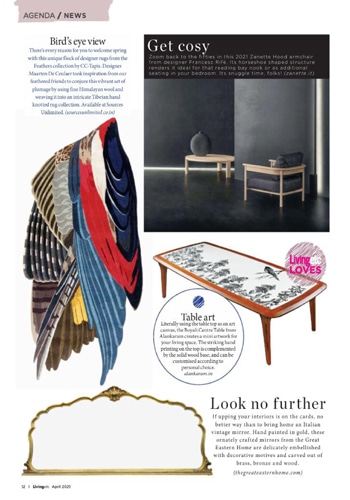 AGENDA / NEWS
Bird's eye view
There's every reason for you to welcome spring
with this unique flock of designer rugs from the
Feathers collection by CC-Tapis. Designer
Maarten De Ceulaer took inspiration from our
feathered friends to conjure this vibrant set of
plumage by using fine Himalayan wool and
weaving it into an intricate Tibetan hand
knotted rug collection. Available at Sources
Unlimited. (sourcesunlimited.co.in)
Get cosy
Zoom back to the fifties in this 2021 Zanette Hood armchair
from designer Francesc Rifé. Its horseshoe shaped structure
renders it ideal for that reading bay nook or as additional
seating in your bedroom. It's snuggle time, folks! (zanette.it)
Living
LOVES
Table art
Literally using the table top as an art
canvas, the Royali Centre Table from
Alankaram creates a mini artwork for
your living space. The striking hand
printing on the top is complemented
by the solid wood base, and can be
customised according to
personal choice.
alankaram.in
Look no further
If upping your interiors is on the cards, no
better way than to bring home an Italian
vintage mirror. Hand painted in gold, these
ornately crafted mirrors from the Great
Eastern Home are delicately embellished
with decorative motives and carved out of
brass, bronze and wood.
(thegreateasternhome.com)
12 | Livingetc April 2021